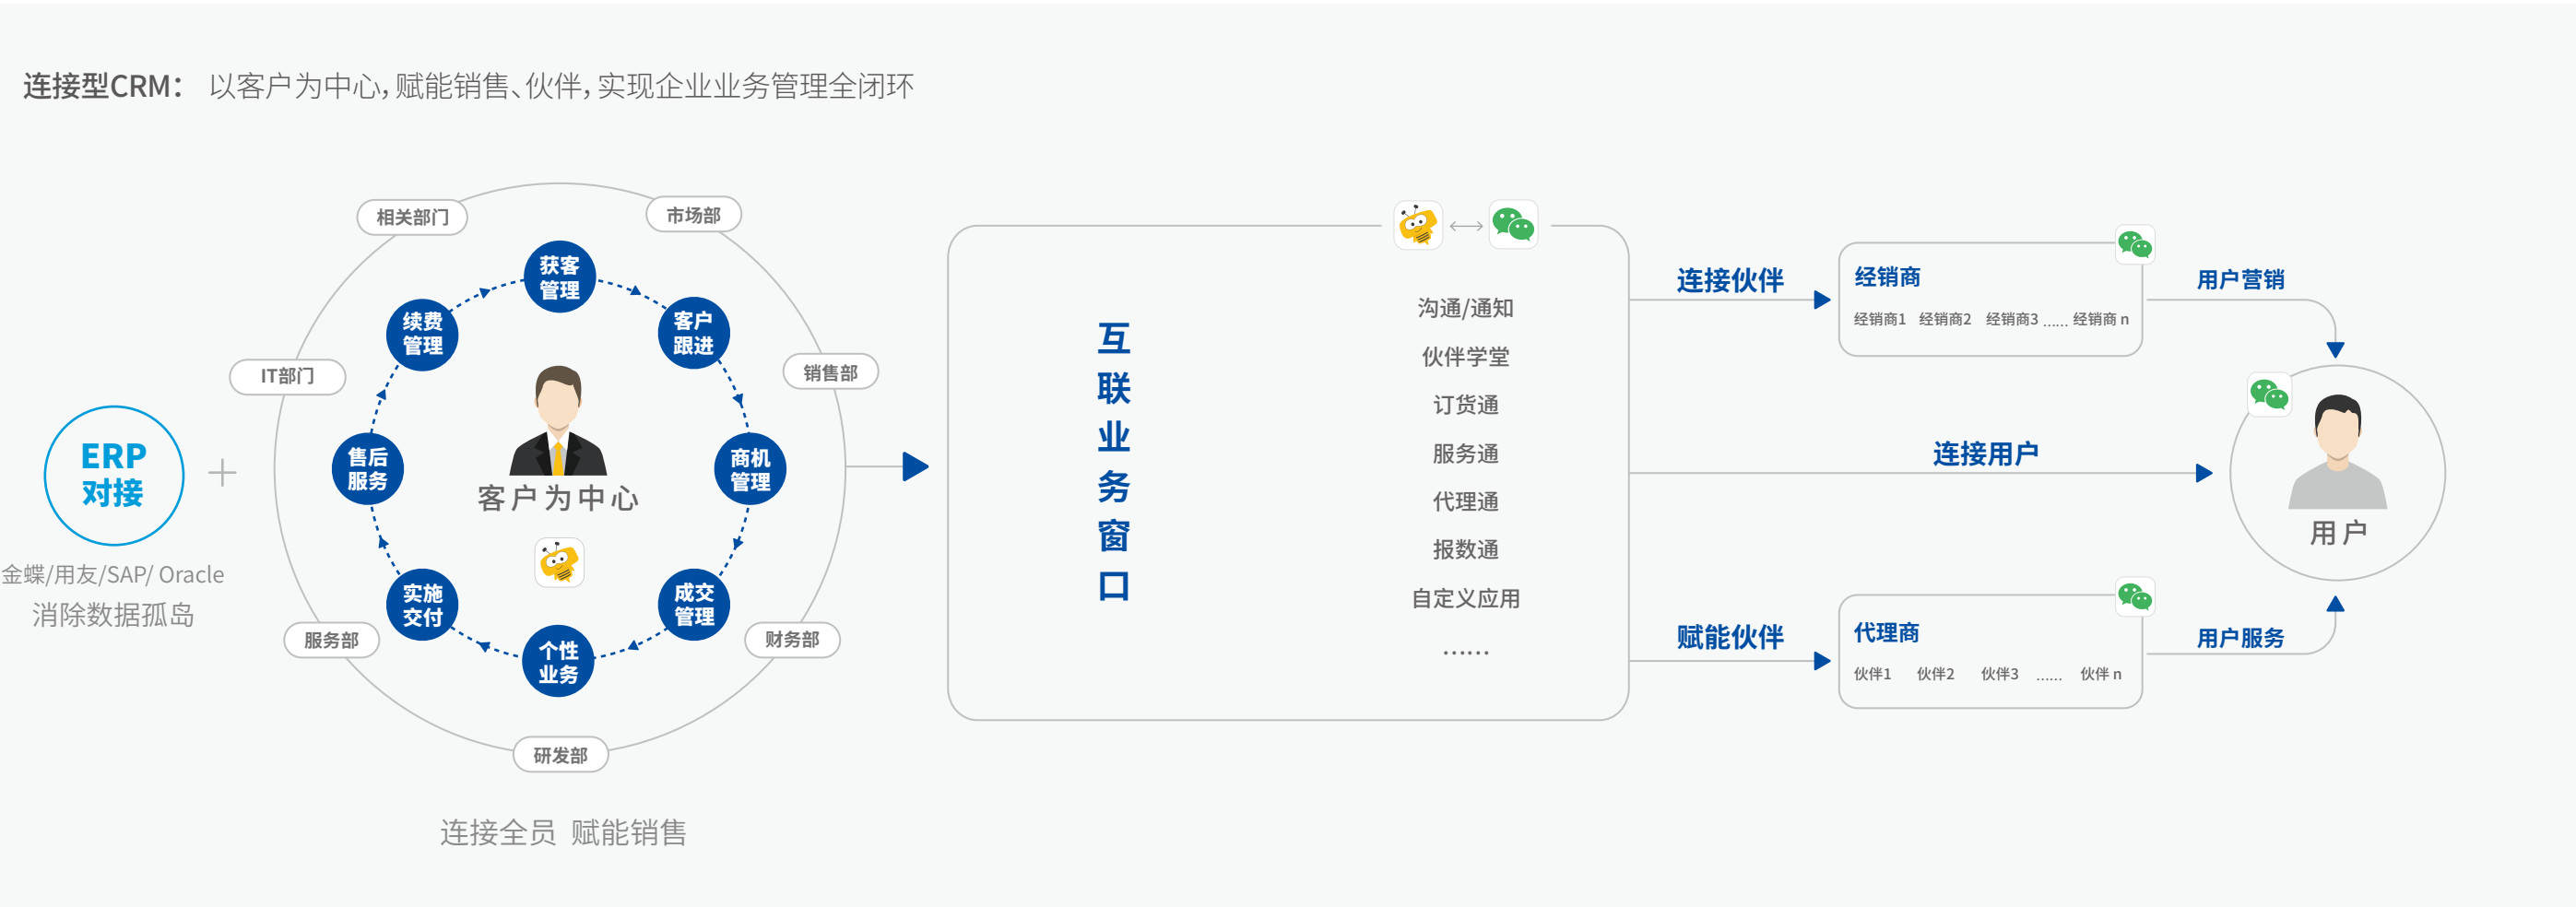 连接型CRM： 以客户为中心，赋能销售、伙伴，实现企业业务管理全闭环
ERP
对接
金蝶/用友/SAP/ Oracle
消除数据孤岛
相关部门
市场部
IT部门
销售部
服务部
财务部
研发部
获客
管理
客户
跟进
商机
管理
成交
管理
个性
业务
实施
交付
售后
服务
续费
管理
客户为中心
连接全员 赋能销售
互
联
业
务
窗
口
沟通/通知
伙伴学堂
订货通
服务通
代理通
报数通
自定义应用
……
连接伙伴
经销商
经销商1 经销商2 经销商3 …… 经销商 n
用户营销
连接用户
用户
赋能伙伴
代理商
伙伴1 伙伴2 伙伴3 …… 伙伴 n
用户服务